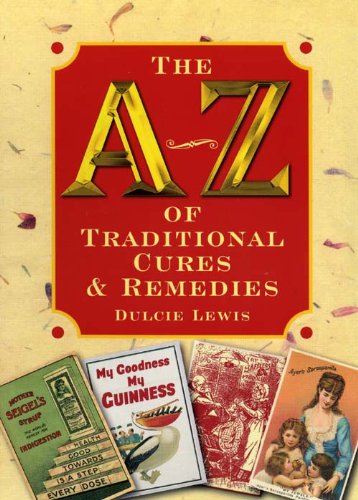 THE
A-Z
OF
TRADITIONAL
CURES
& REMEDIES
DULCIE LEWIS
MOTHER
SEIGEL'S
SYRUP
INDIGESTION
HEALTH
GOOD
TOWARDS
IS A STEP
EVERY DOSE
My Goodness
My
GUINNESS
Ayer's Sarsaparilla